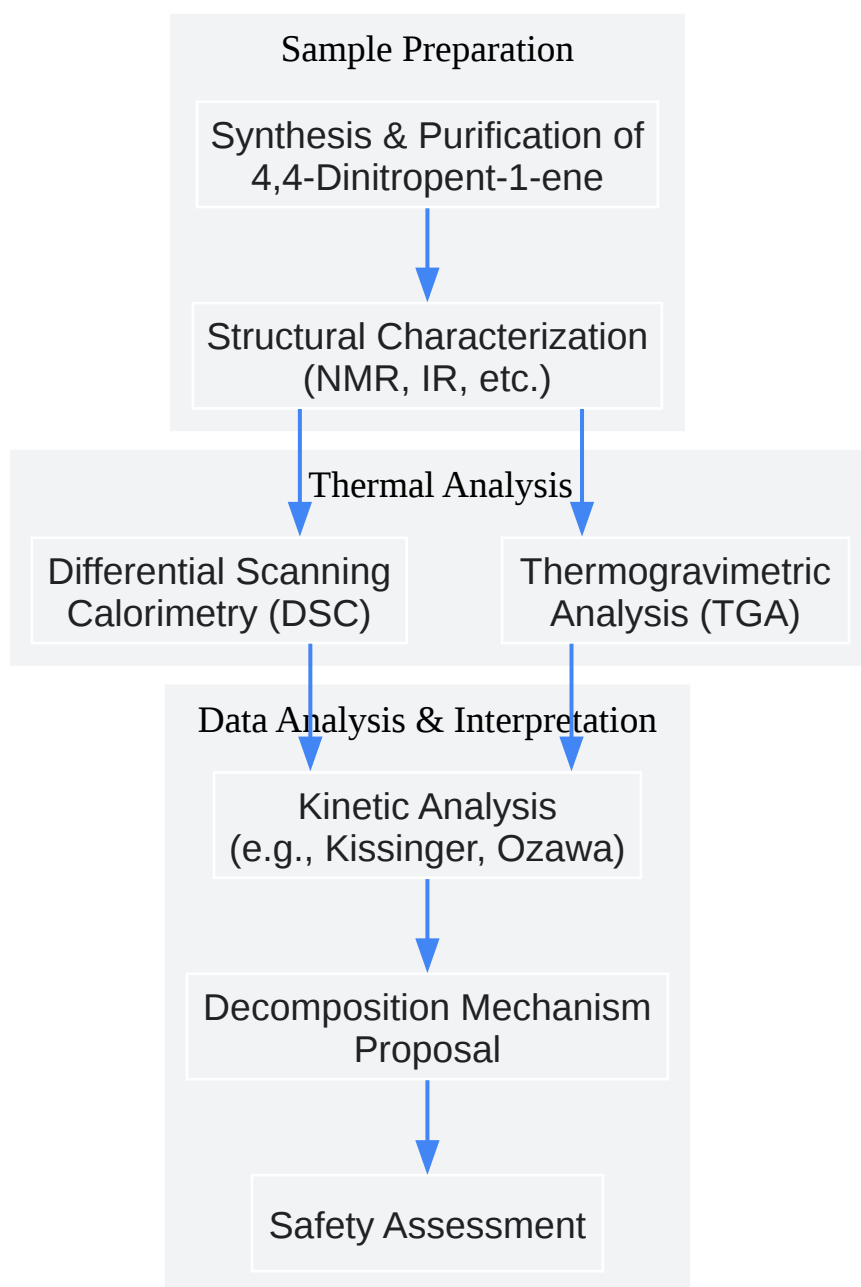 Sample Preparation
Synthesis & Purification of
4,4-Dinitropent-1-ene
Structural Characterization
(NMR, IR, etc.)
Thermal Analysis
Differential Scanning
Calorimetry (DSC)
Thermogravimetric
Analysis (TGA)
Data Analysis & Interpretation
Kinetic Analysis
(e.g., Kissinger, Ozawa)
Decomposition Mechanism
Proposal
Safety Assessment